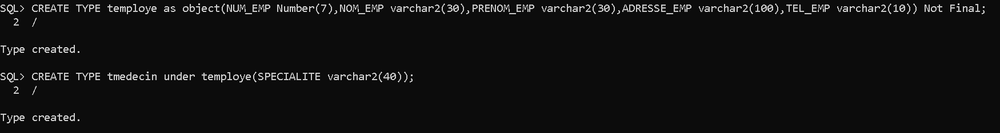 SQL> CREATE TYPE temploye as object(NUM_EMP Number(7),NOM_EMP varchar2(30),PRENOM_EMP varchar2(30),ADRESSE_EMP varchar2(100),TEL_EMP varchar2(10)) Not Final;
2 /
Type created.
SQL> CREATE TYPE tmedecin under temploye(SPECIALITE varchar2(40));
2 /
Type created.